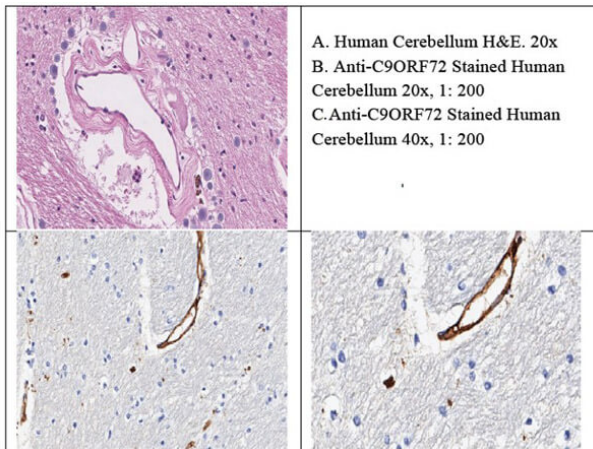 A. Human Cerebellum H&E. 20x
B. Anti-C9ORF72 Stained Human
Cerebellum 20x, 1: 200
C.Anti-C9ORF72 Stained Human
Cerebellum 40x, 1: 200